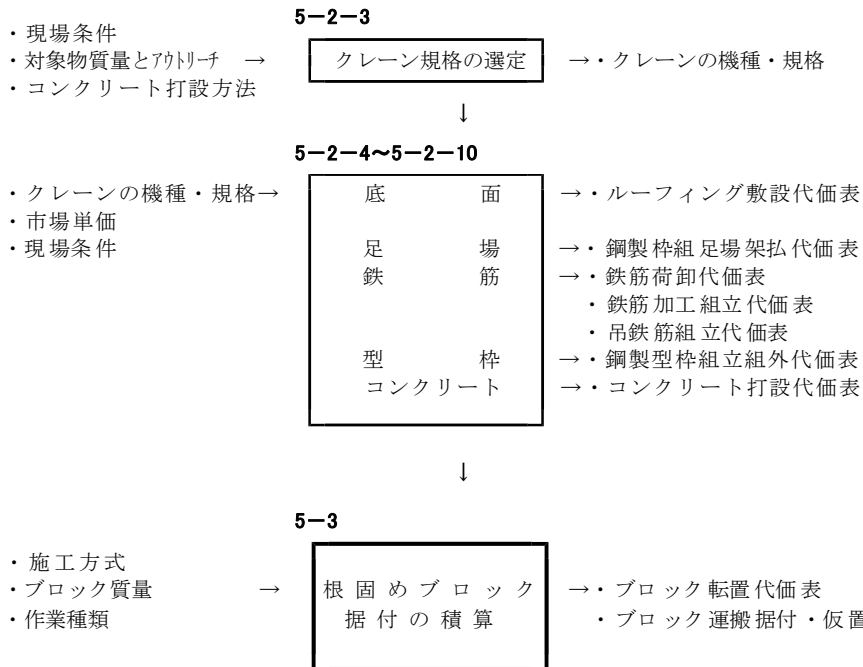 5－2－3
・現場条件
・対象物質量とｱｳﾄﾘｰﾁ → クレーン規格の選定 →・クレーンの機種・規格
・コンクリート打設方法
↓
5－2－4～5－2－10
・クレーンの機種・規格→ 底 面 →・ルーフィング敷設代価表
・市場単価
・現場条件 足 場 →・鋼製枠組足場架払代価表
鉄 筋 →・鉄筋荷卸代価表
・鉄筋加工組立代価表
・吊鉄筋組立代価表
型 枠 →・鋼製型枠組立組外代価表
コンクリート →・コンクリート打設代価表
↓
5－3
・施工方式
・ブロック質量 → 根固めブロック →・ブロック転置代価表
・作業種類 据付の積算 ・ブロック運搬据付・仮置